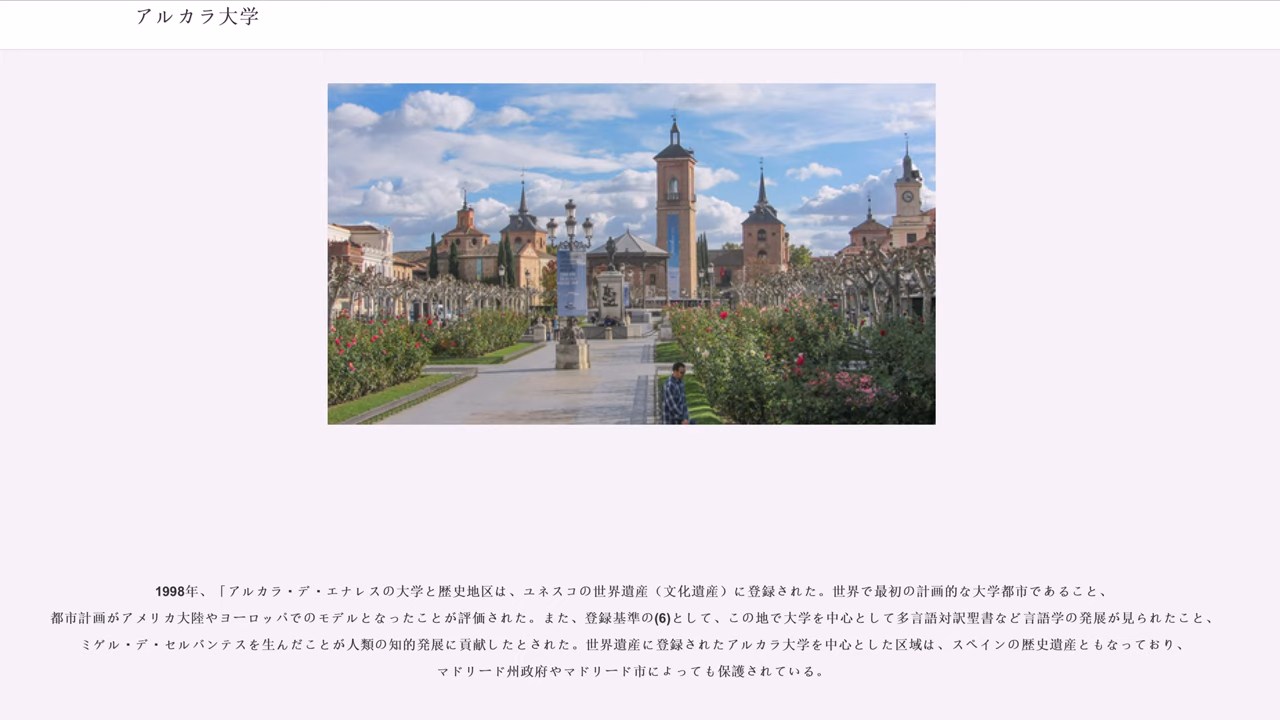 アルカラ大学
1998年、「アルカラ・デ・エナレスの大学と歴史地区は、ユネスコの世界遺産（文化遺産）に登録された。世界で最初の計画的な大学都市であること、
都市計画がアメリカ大陸やヨーロッパでのモデルとなったことが評価された。また、登録基準の(6)として、この地で大学を中心として多言語対訳聖書など言語学の発展が見られたこと、
ミゲル・デ・セルバンテスを生んだことが人類の知的発展に貢献したとされた。世界遺産に登録されたアルカラ大学を中心とした区域は、スペインの歴史遺産ともなっており、
マドリード州政府やマドリード市によっても保護されている。